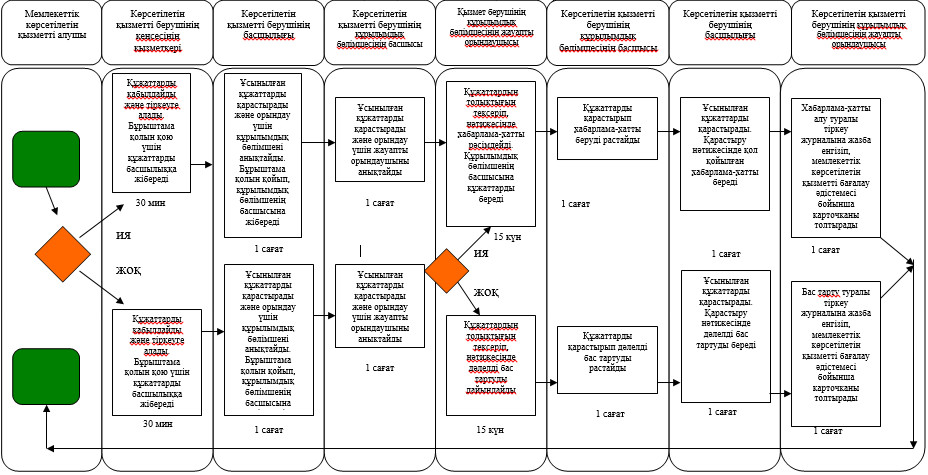 Мемлекеттік
көрсетілетін
қызметті алушы
Көрсетілетін
қызметті берушінің
кеңсесінің
қызметкері
Көрсетілетін
қызметті берушінің
басшылығы
Көрсетілетін
қызметті берушінің
құрылымдық
бөлімшесінің басшысы
Қызмет берушінің
құрылымдық
бөлімшесінің жауапты
орындаушысы
Көрсетілетін қызметті
берушінің
құрылымдық
бөлімшесінің басшысы
Көрсетілетін қызметті
берушінің
басшылығы
Көрсетілетін қызметті
берушінің құрылымдық
бөлімшесінің жауапты
орындаушысы
Құжаттарды
қабылдайды
және тіркеуге
алады.
Бұрыштама
қолын қою
үшін
құжаттарды
басшылыққа
жібереді
30 мин
Ұсынылған
құжаттарды
қарастырады
және орындау
үшін
құрылымдық
бөлімшені
анықтайды.
Бұрыштама
қолын қойып,
құрылымдық
бөлімшенің
басшысына
жібереді
1 сағат
Ұсынылған
құжаттарды
қарастырады
және орындау
үшін жауапты
орындаушыны
анықтайды
1 сағат
Құжаттардың
толықтығын
тексеріп,
нәтижесінде
хабарлама-хатты
рәсімдейді.
Құрылымдық
бөлімшенің
басшысына
құжаттарды
береді
15 күн
Құжаттарды
қарастырып
хабарлама-хатты
беруді растайды
1 сағат
Ұсынылған
құжаттарды
қарастырады.
Қарастыру
нәтижесінде қол
қойылған
хабарлама-хатты
береді
1 сағат
Хабарлама-хатты
алу туралы
тіркеу
журналына жазба
енгізіп,
мемлекеттік
көрсетілетін
қызметті бағалау
әдістемесі
бойынша
карточканы
толтырады
1 сағат
ИЯ
ЖОҚ
ИЯ
ЖОҚ
Құжаттарды
қабылдайды
және тіркеуге
алады.
Бұрыштама
қолын қою үшін
құжаттарды
басшылыққа
жібереді
30 мин
Ұсынылған
құжаттарды
қарастырады
және орындау
үшін
құрылымдық
бөлімшені
анықтайды.
Бұрыштама
қолын қойып,
құрылымдық
бөлімшенің
басшысына
1 сағат
Ұсынылған
құжаттарды
қарастырады
және орындау
үшін жауапты
орындаушыны
анықтайды
1 сағат
Құжаттардың
толықтығын
тексеріп,
нәтижесінде
дәлелді бас
тартуды
дайындайды
15 күн
Құжаттарды
қарастырып дәлелді
бас тартуды
растайды
1 сағат
Ұсынылған
құжаттарды
қарастырады.
Қарастыру
нәтижесінде
дәлелді бас
тартуды береді
1 сағат
Бас тарту туралы
тіркеу
журналына жазба
енгізіп,
мемлекеттік
көрсетілетін
қызметті бағалау
әдістемесі
бойынша
карточканы
толтырады
1 сағат